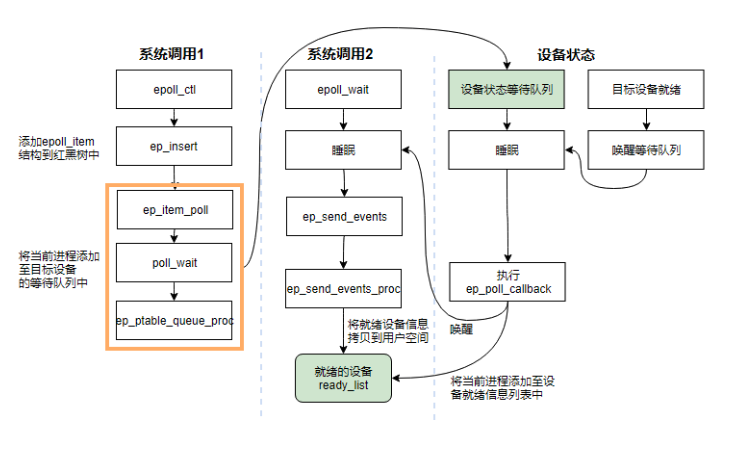 系统调用1
epoll_ctl
添加epoll_item
结构到红黑树中
ep_insert
ep_item_poll
将当前进程添加
至目标设备
的等待队列中
poll_wait
ep_ptable_queue_proc
系统调用2
epoll_wait
睡眠
ep_send_events
ep_send_events_proc
将就绪设备信息
拷贝到用户空间
就绪的设备
ready_list
设备状态
设备状态等待队列
目标设备就绪
睡眠
唤醒等待队列
执行
ep_poll_callback
唤醒
将当前进程添加至设
备就绪信息列表中